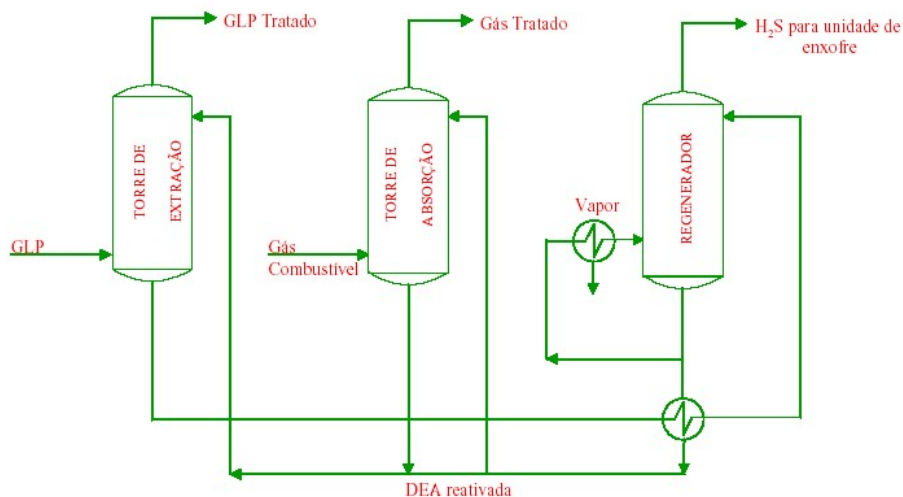 GLP Tratado
Gás Tratado
H₂S para unidade de
enxofre
TORRE DE
EXTRAÇÃO
TORRE DE
ABSORÇÃO
REGENERADOR
Vapor
GLP
Gás
Combustível
DEA reativada